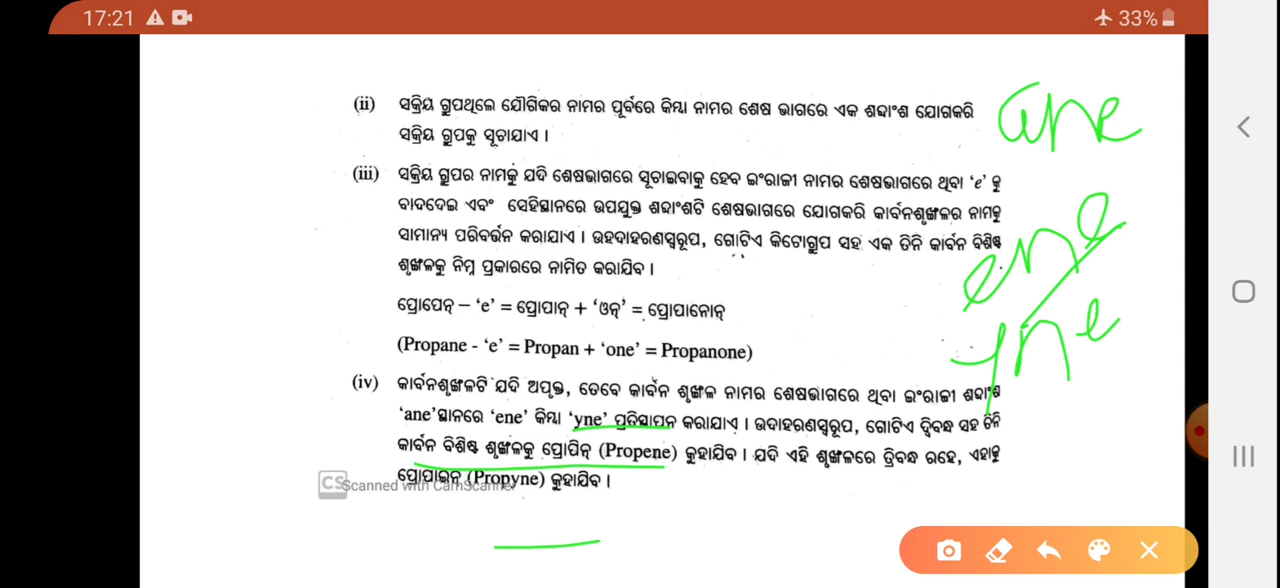 17:21
33%
(ii) ସକ୍ରିୟ ଗ୍ରୁପଥିଲେ ଯୌଗିକର ନାମର ପୂର୍ବରେ କିମ୍ବା ନାମର ଶେଷ ଭାଗରେ ଏକ ଶବ୍ଦାଂଶ ଯୋଗକରି
ସକ୍ରିୟ ଗ୍ରୁପକୁ ସୂଚାଯାଏ ।
ane
(iii) ସକ୍ରିୟ ଗ୍ରୁପର ନାମକୁ ଯଦି ଶେଷଭାଗରେ ସୂଚାଇବାକୁ ହେବ ଇଂରାଜୀ ନାମର ଶେଷଭାଗରେ ଥିବା ‘e’ କୁ
ବାଦଦେଇ ଏବଂ ସେହିସ୍ଥାନରେ ଉପଯୁକ୍ତ ଶବ୍ଦାଂଶଟି ଶେଷଭାଗରେ ଯୋଗକରି କାର୍ବନଶୃଙ୍ଖଳର ନାମକୁ
ସାମାନ୍ୟ ପରିବର୍ତ୍ତନ କରାଯାଏ । ଉହଦାହରଣସ୍ୱରୂପ, ଗୋଟିଏ କିଟୋଗ୍ରୁପ ସହ ଏକ ତିନି କାର୍ବନ ବିଶିଷ୍ଟ
ଶୃଙ୍ଖଳକୁ ନିମ୍ନ ପ୍ରକାରରେ ନାମିତ କରାଯିବ ।
ene
ପ୍ରୋପେନ୍ – ‘e’ = ପ୍ରୋପାନ୍ + ‘ଓନ୍’ = ପ୍ରୋପାନୋନ୍
(Propane - ‘e’ = Propan + ‘one’ = Propanone)
yne
(iv) କାର୍ବନଶୃଙ୍ଖଳଟି ଯଦି ଅପୃକ୍ତ, ତେବେ କାର୍ବନ ଶୃଙ୍ଖଳ ନାମର ଶେଷଭାଗରେ ଥିବା ଇଂରାଜୀ ଶବ୍ଦାଂଶ
‘ane’ ସ୍ଥାନରେ ‘ene’ କିମ୍ବା ‘yne’ ପ୍ରତିସ୍ଥାପନ କରାଯାଏ । ଉଦାହରଣସ୍ୱରୂପ, ଗୋଟିଏ ଦ୍ୱିବନ୍ଧ ସହ ତିନି
କାର୍ବନ ବିଶିଷ୍ଟ ଶୃଙ୍ଖଳକୁ ପ୍ରୋପିନ୍ (Propene) କୁହାଯିବ । ଯଦି ଏହି ଶୃଙ୍ଖଳରେ ତ୍ରିବନ୍ଧ ରହେ, ଏହାକୁ
ପ୍ରୋପାଇନ (Propyne) କୁହାଯିବ ।
CS Scanned with CamScanner